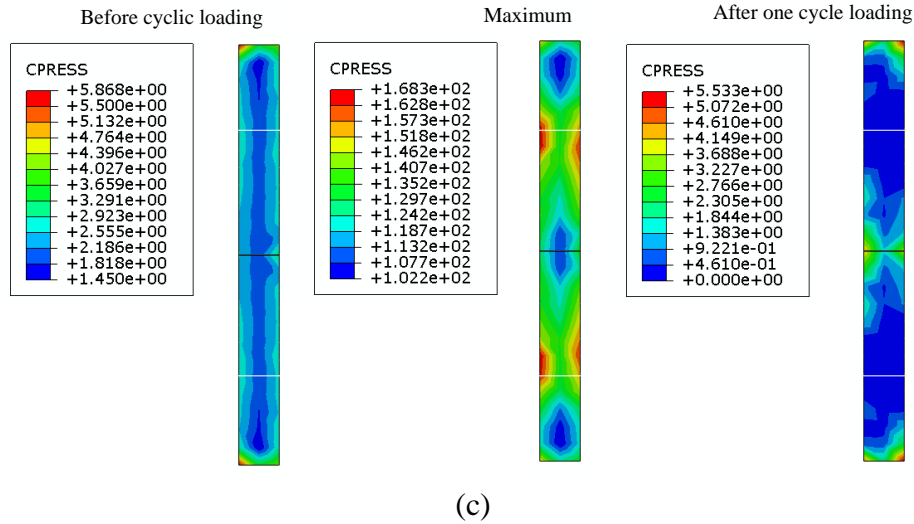 Before cyclic loading
Maximum
After one cycle loading
CPRESS
+5.868e+00
+5.500e+00
+5.132e+00
+4.764e+00
+4.396e+00
+4.027e+00
+3.659e+00
+3.291e+00
+2.923e+00
+2.555e+00
+2.186e+00
+1.818e+00
+1.450e+00
CPRESS
+1.683e+02
+1.628e+02
+1.573e+02
+1.518e+02
+1.462e+02
+1.407e+02
+1.352e+02
+1.297e+02
+1.242e+02
+1.187e+02
+1.132e+02
+1.077e+02
+1.022e+02
CPRESS
+5.533e+00
+5.072e+00
+4.610e+00
+4.149e+00
+3.688e+00
+3.227e+00
+2.766e+00
+2.305e+00
+1.844e+00
+1.383e+00
+9.221e-01
+4.610e-01
+0.000e+00
(c)